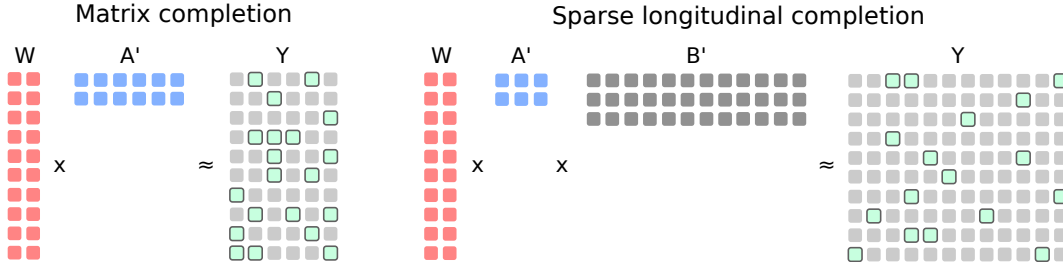 Matrix completion
W A' Y
x ≈
Sparse longitudinal completion
W A' B' Y
x x ≈